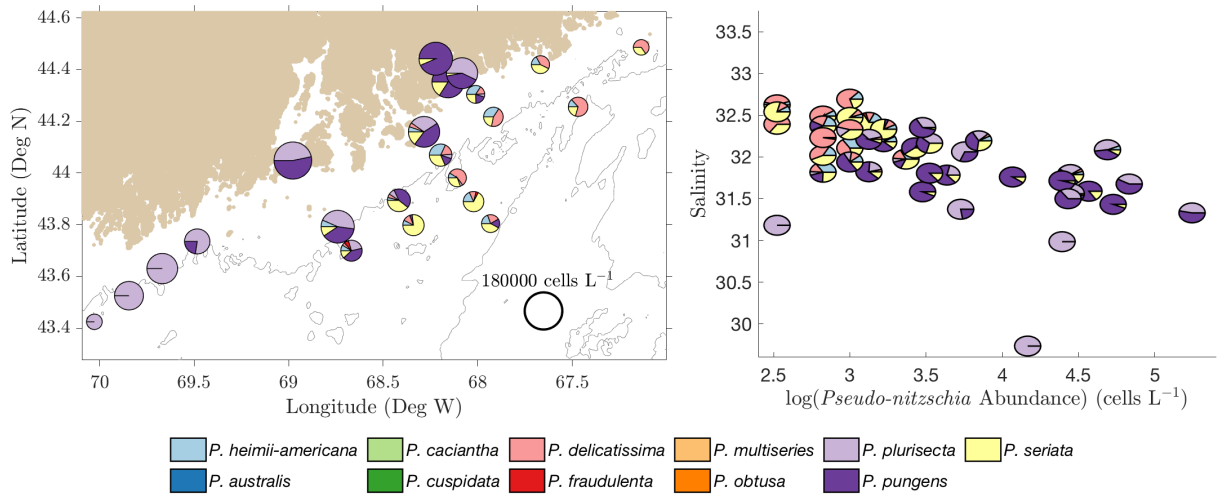 44.6
44.4
44.2
44
43.8
43.6
43.4
Latitude (Deg N)
180000 cells L⁻¹
70 69.5 69 68.5 68 67.5
Longitude (Deg W)
33.5
33
32.5
32
31.5
31
30
Salinity
2.5 3 3.5 4 4.5 5
log(Pseudo-nitzschia Abundance) (cells L⁻¹)
P. heimii-americana P. caciantha P. delicatissima P. multiseries P. plurisecta P. seriata
P. australis P. cuspidata P. fraudulenta P. obtusa P. pungens